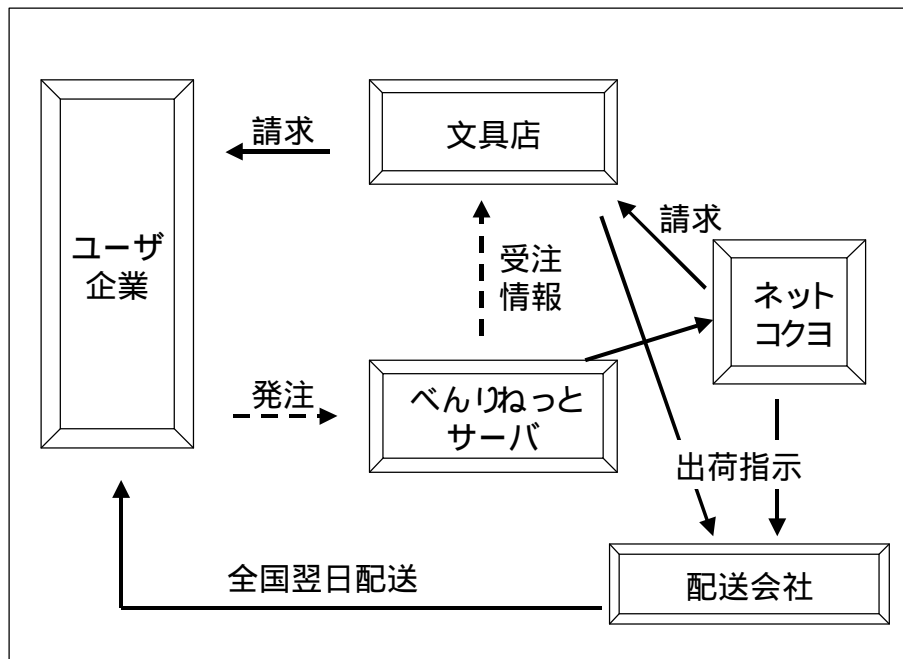 文具店
請求
請求
ユーザ
企業
受注
情報
ネット
コクヨ
発注
べんりねっと
サーバ
出荷指示
全国翌日配送
配送会社